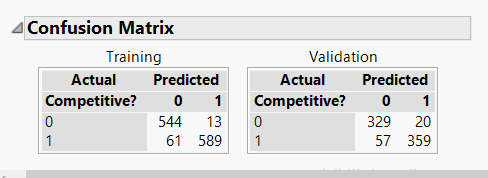 Confusion Matrix
Training Validation
Actual Predicted Actual Predicted
Competitive? 0 1 Competitive? 0 1
0 544 13 0 329 20
1 61 589 1 57 359